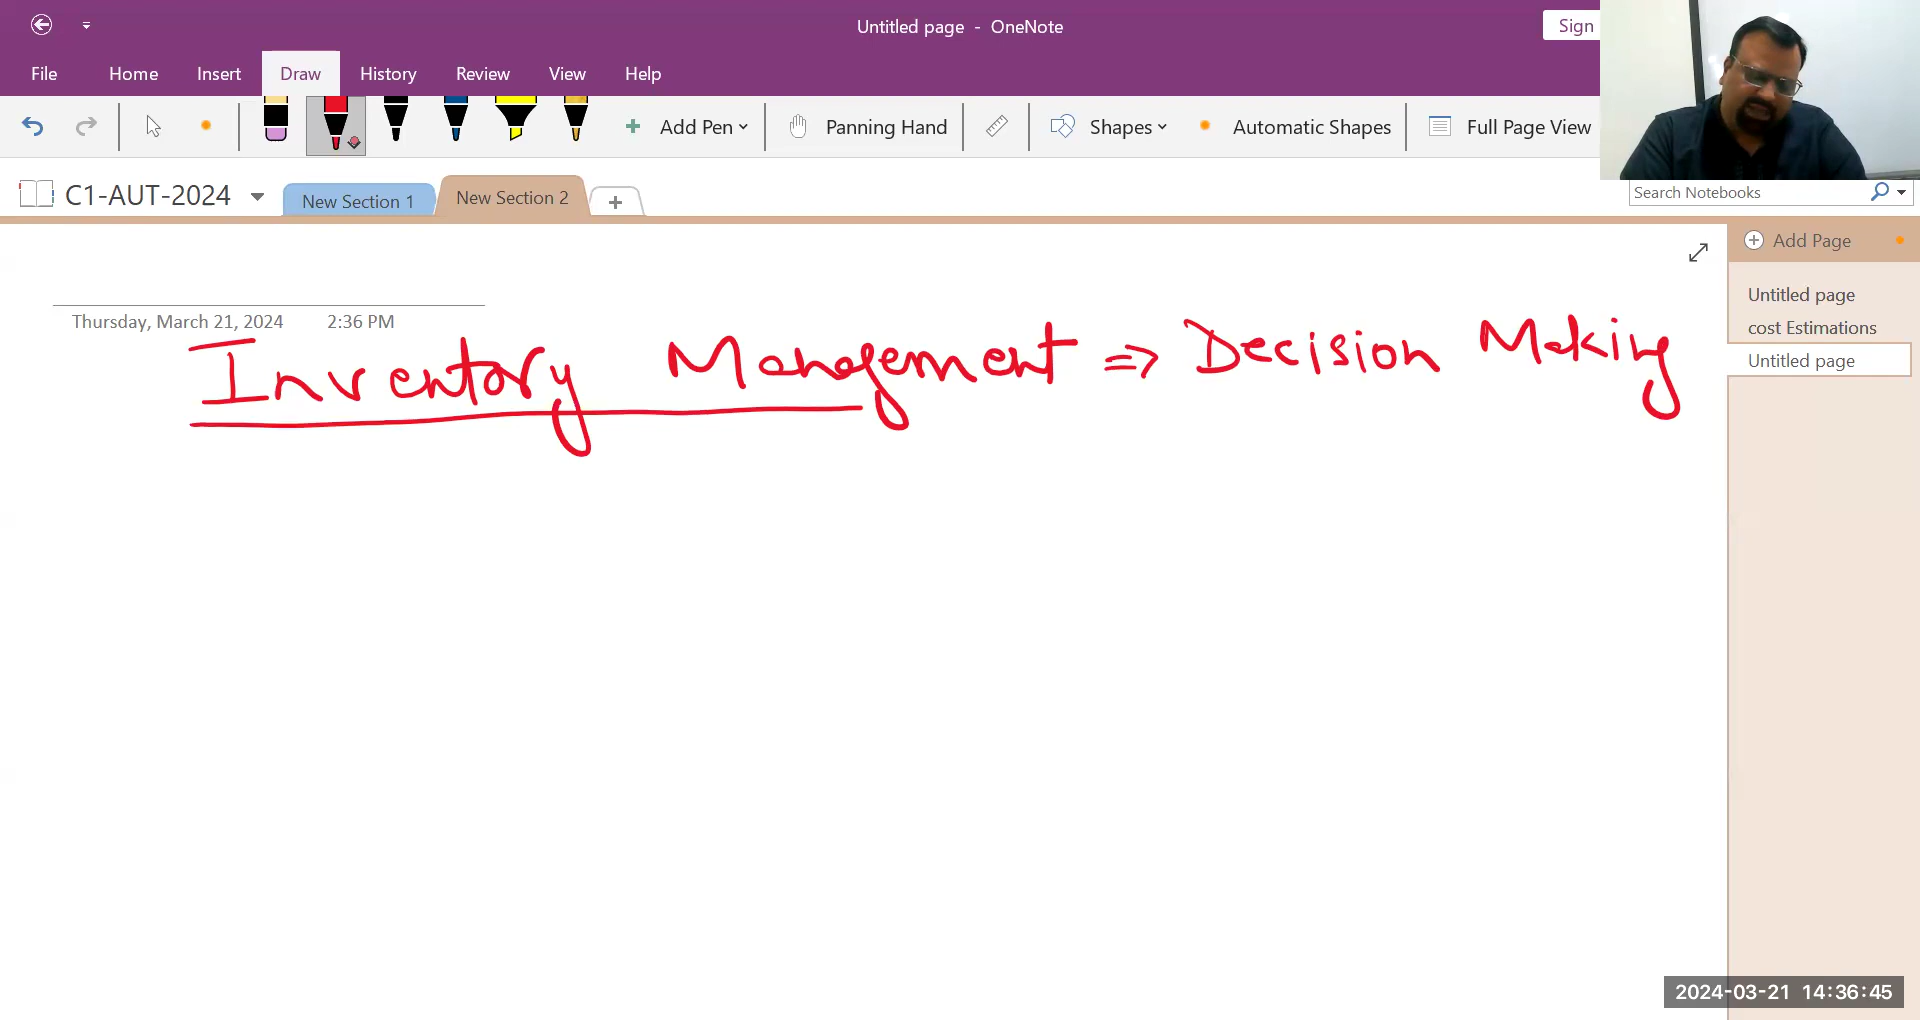 Untitled page - OneNote
Sign
File Home Insert Draw History Review View Help
Add Pen Panning Hand Shapes Automatic Shapes Full Page View
C1-AUT-2024 New Section 1 New Section 2 +
Search Notebooks
Add Page
Untitled page
cost Estimations
Untitled page
Thursday, March 21, 2024 2:36 PM
Inventory Management ⇒ Decision Making
2024-03-21 14:36:45